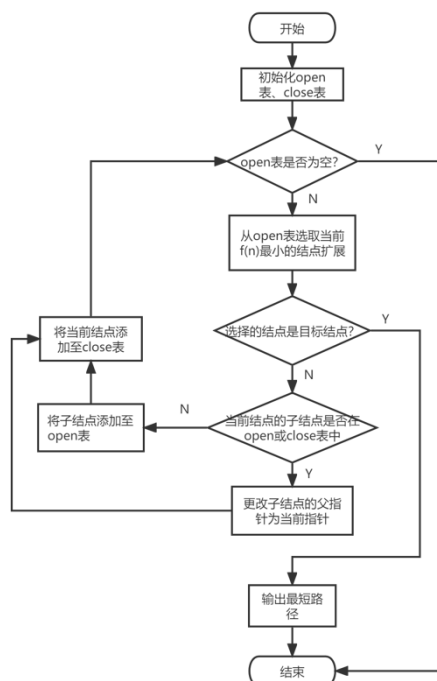 开始
初始化open
表、close表
open表是否为空?
Y
N
从open表选取当前
f(n)最小的结点扩展
将当前结点添
加至close表
选择的结点是目标结点?
Y
N
将子结点添加至
open表
N
当前结点的子结点是否在
open或close表中
Y
更改子结点的父指
针为当前指针
输出最短路
径
结束